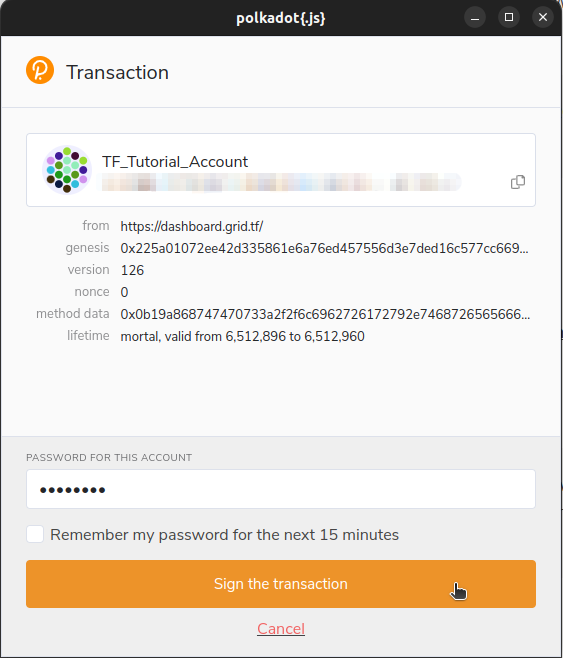 polkadot{.js}
Transaction
TF_Tutorial_Account
from https://dashboard.grid.tf/
genesis 0x225a01072ee42d335861e6a76ed457556d3e7ded16c577cc669...
version 126
nonce 0
method data 0x0b19a868747470733a2f2f6c6962726172792e7468726565666...
lifetime mortal, valid from 6,512,896 to 6,512,960
PASSWORD FOR THIS ACCOUNT
••••••••
Remember my password for the next 15 minutes
Sign the transaction
Cancel